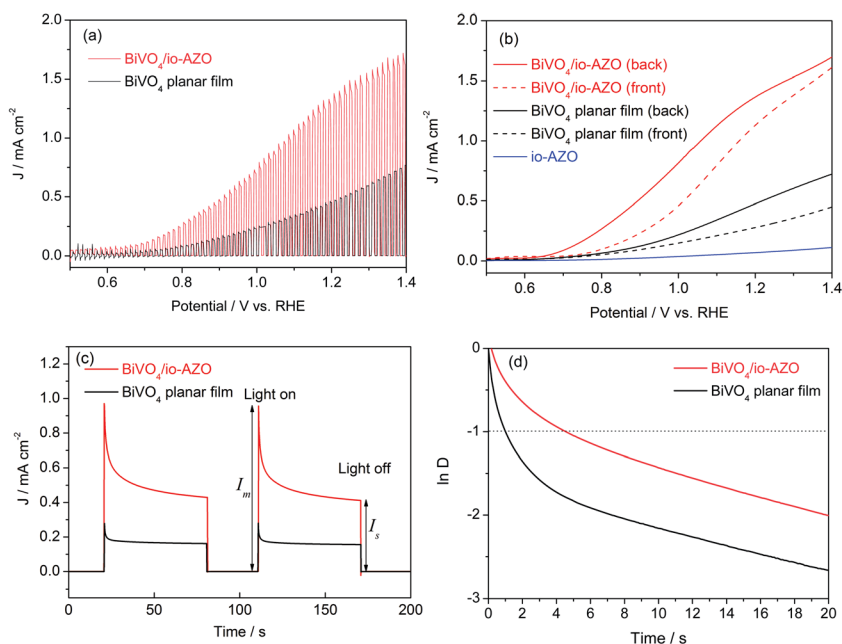 (a)
BiVO4/io-AZO
BiVO4 planar film
J / mA cm-2
2.0
1.5
1.0
0.5
0.0
0.6 0.8 1.0 1.2 1.4
Potential / V vs. RHE
(b)
BiVO4/io-AZO (back)
BiVO4/io-AZO (front)
BiVO4 planar film (back)
BiVO4 planar film (front)
io-AZO
J / mA cm-2
2.0
1.5
1.0
0.5
0.0
0.6 0.8 1.0 1.2 1.4
Potential / V vs. RHE
(c)
BiVO4/io-AZO
BiVO4 planar film
Light on
Light off
Im
Is
J / mA cm-2
1.2
1.0
0.8
0.6
0.4
0.2
0.0
0 50 100 150 200
Time / s
(d)
BiVO4/io-AZO
BiVO4 planar film
ln D
0
-1
-2
-3
0 2 4 6 8 10 12 14 16 18 20
Time / s